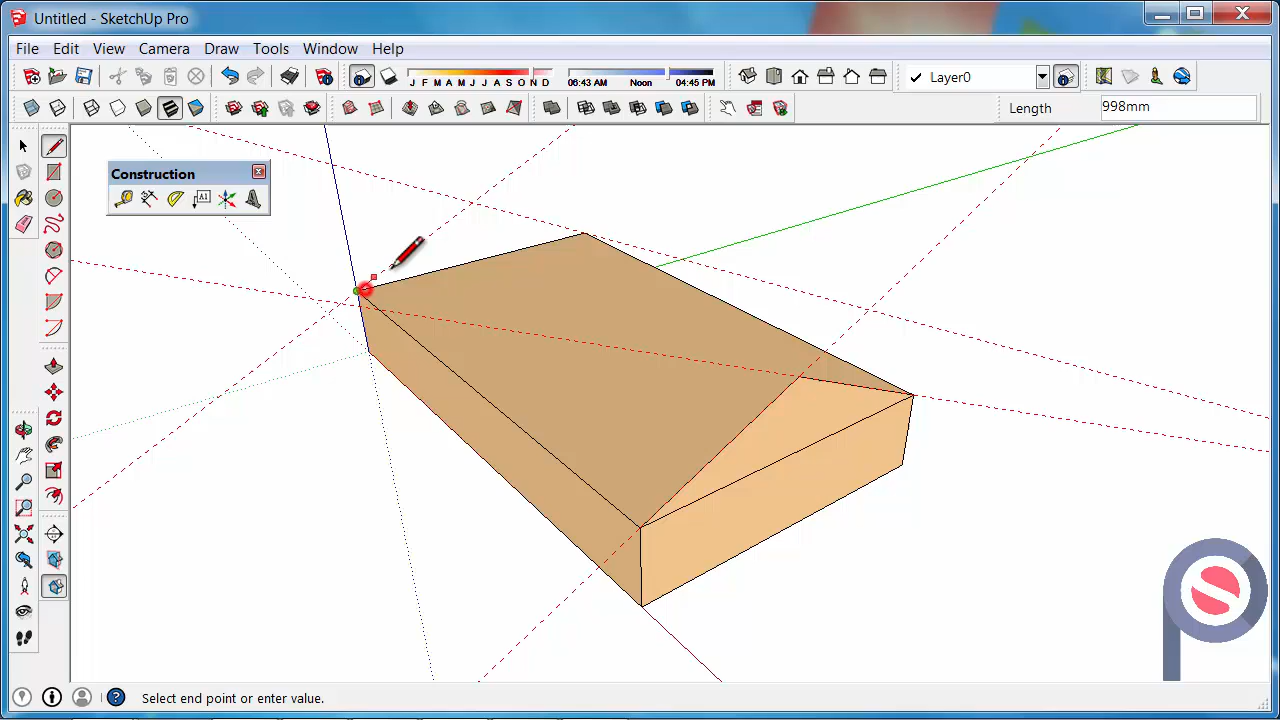 Untitled - SketchUp Pro
File Edit View Camera Draw Tools Window Help
J F M A M J J A S O N D
06:43 AM Noon 04:45 PM
Layer0
Length 998mm
Construction
A1
Select end point or enter value.